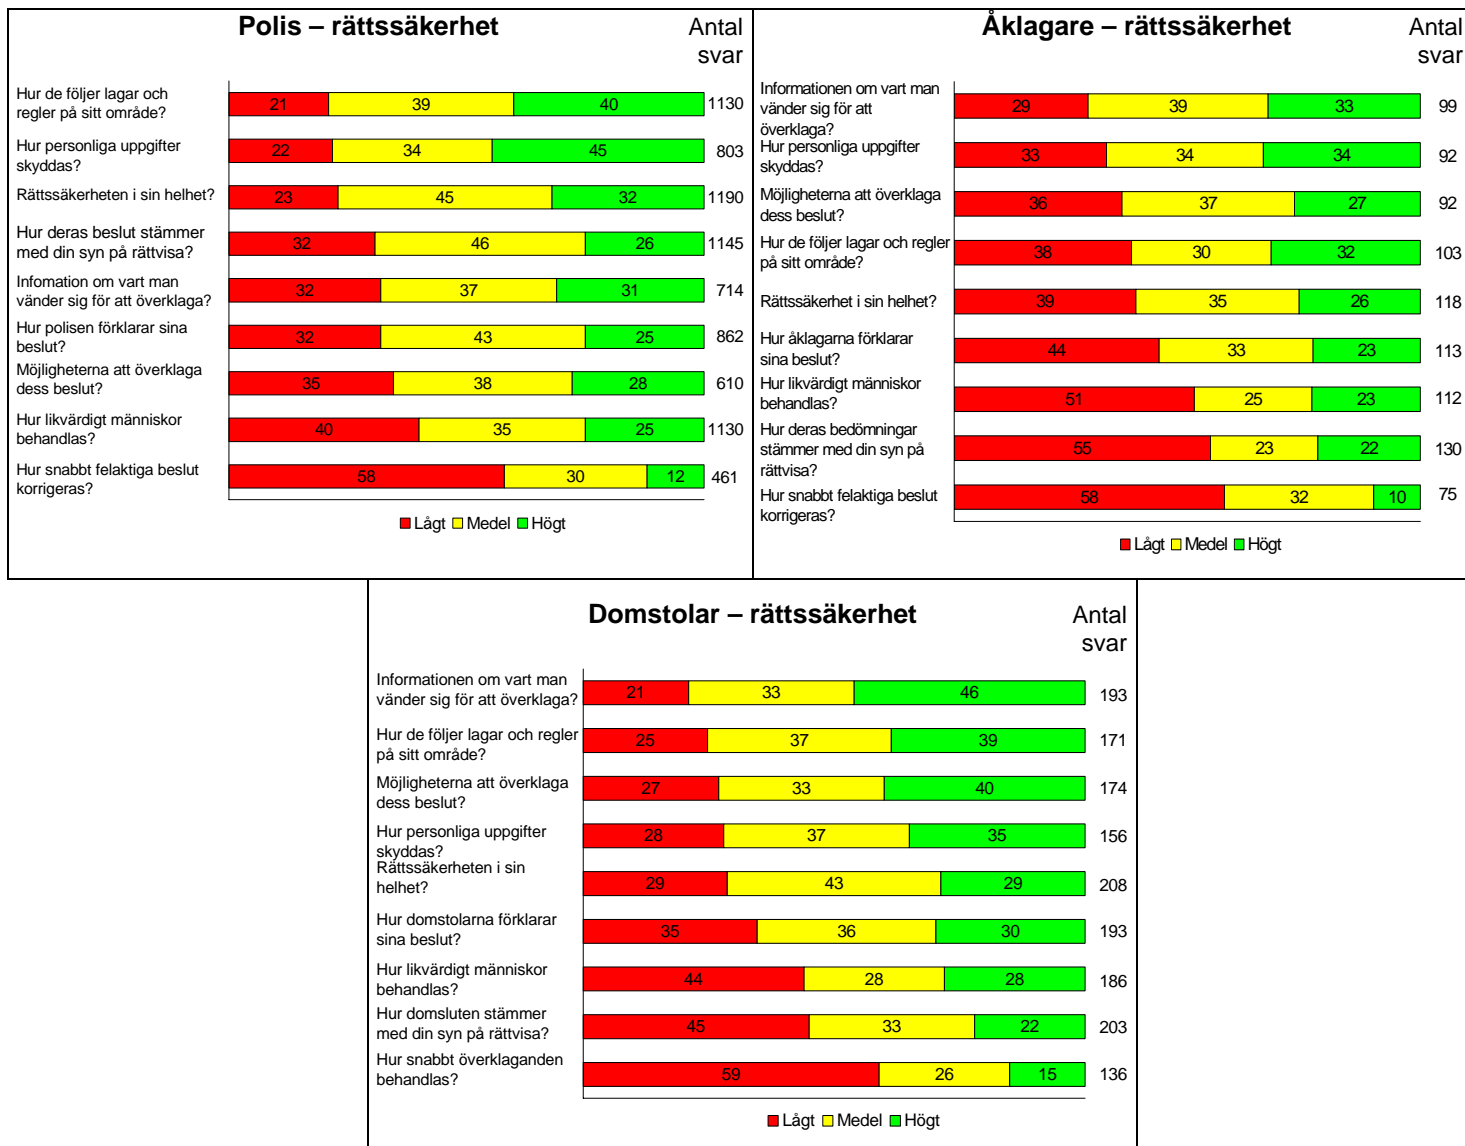 Polis – rättssäkerhet
Antal
svar
Hur de följer lagar och
regler på sitt område?
21 39 40 1130
Hur personliga uppgifter
skyddas?
22 34 45 803
Rättssäkerheten i sin helhet?
23 45 32 1190
Hur deras beslut stämmer
med din syn på rättvisa?
32 46 26 1145
Infomation om vart man
vänder sig för att överklaga?
32 37 31 714
Hur polisen förklarar sina
beslut?
32 43 25 862
Möjligheterna att överklaga
dess beslut?
35 38 28 610
Hur likvärdigt människor
behandlas?
40 35 25 1130
Hur snabbt felaktiga beslut
korrigeras?
58 30 12 461
Lågt Medel Högt
Åklagare – rättssäkerhet
Antal
svar
Informationen om vart man
vänder sig för att
överklaga?
29 39 33 99
Hur personliga uppgifter
skyddas?
33 34 34 92
Möjligheterna att överklaga
dess beslut?
36 37 27 92
Hur de följer lagar och regler
på sitt område?
38 30 32 103
Rättssäkerhet i sin helhet?
39 35 26 118
Hur åklagarna förklarar
sina beslut?
44 33 23 113
Hur likvärdigt människor
behandlas?
51 25 23 112
Hur deras bedömningar
stämmer med din syn på
rättvisa?
55 23 22 130
Hur snabbt felaktiga beslut
korrigeras?
58 32 10 75
Lågt Medel Högt
Domstolar – rättssäkerhet
Antal
svar
Informationen om vart man
vänder sig för att överklaga?
21 33 46 193
Hur de följer lagar och regler
på sitt område?
25 37 39 171
Möjligheterna att överklaga
dess beslut?
27 33 40 174
Hur personliga uppgifter
skyddas?
28 37 35 156
Rättssäkerheten i sin
helhet?
29 43 29 208
Hur domstolarna förklarar
sina beslut?
35 36 30 193
Hur likvärdigt människor
behandlas?
44 28 28 186
Hur domsluten stämmer
med din syn på rättvisa?
45 33 22 203
Hur snabbt överklaganden
behandlas?
59 26 15 136
Lågt Medel Högt